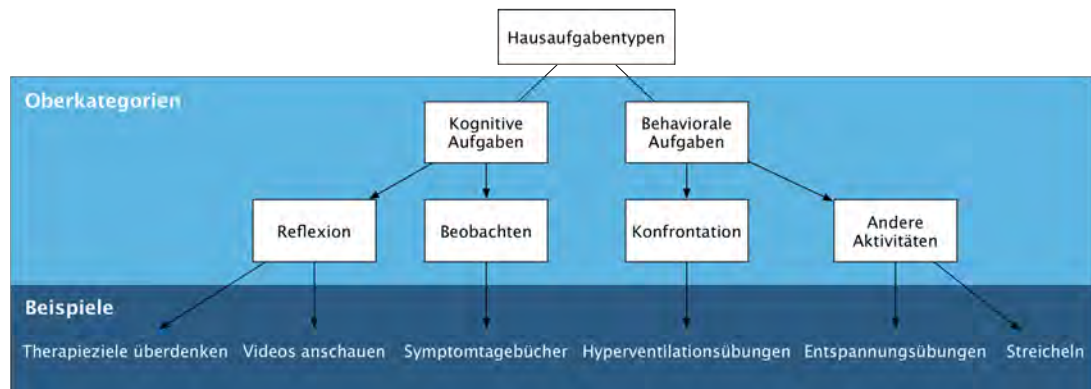 Hausaufgabentypen
Oberkategorien
Kognitive
Aufgaben
Behaviorale
Aufgaben
Reflexion
Beobachten
Konfrontation
Andere
Aktivitäten
Beispiele
Therapieziele überdenken
Videos anschauen
Symptomtagebücher
Hyperventilationsübungen
Entspannungsübungen
Streicheln